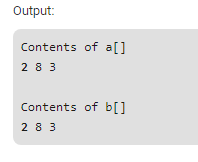 Output:
Contents of a[]
2 8 3
Contents of b[]
2 8 3